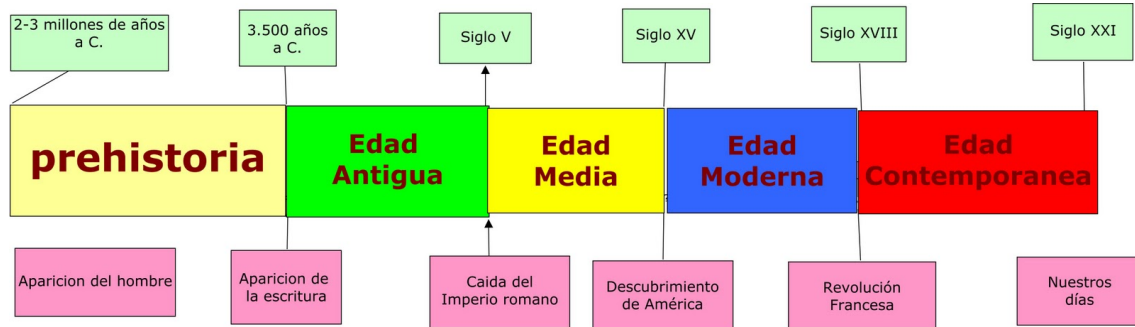 2-3 millones de años
a C.
3.500 años
a C.
Siglo V
Siglo XV
Siglo XVIII
Siglo XXI
prehistoria
Edad
Antigua
Edad
Media
Edad
Moderna
Edad
Contemporanea
Aparicion del hombre
Aparicion de
la escritura
Caida del
Imperio romano
Descubrimiento
de América
Revolución
Francesa
Nuestros
días